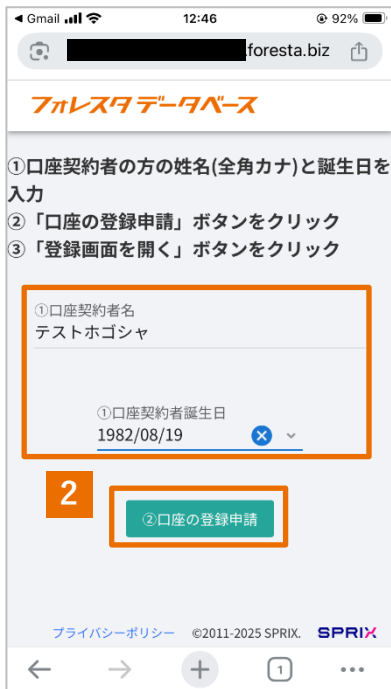 Gmail 12:46 92%
.foresta.biz
フォレスタ データベース
①口座契約者の方の姓名(全角カナ)と誕生日を
入力
②「口座の登録申請」ボタンをクリック
③「登録画面を開く」ボタンをクリック
①口座契約者名
テストホゴシャ
①口座契約者誕生日
1982/08/19
2
②口座の登録申請
プライバシーポリシー ©2011-2025 SPRIX. SPRIX
1